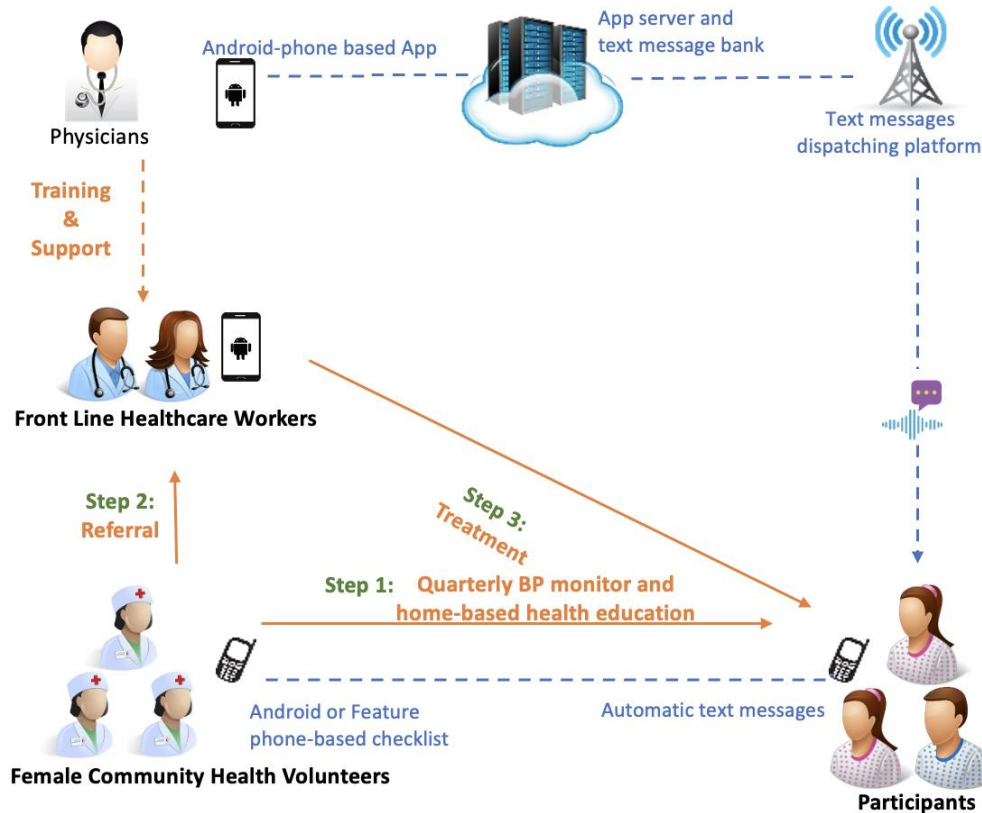 Android-phone based App
App server and
text message bank
Physicians
Text messages
dispatching platform
Training
&
Support
Front Line Healthcare Workers
Step 2:
Referral
Step 3:
Treatment
Step 1: Quarterly BP monitor and
home-based health education
Android or Feature
phone-based checklist
Automatic text messages
Female Community Health Volunteers
Participants